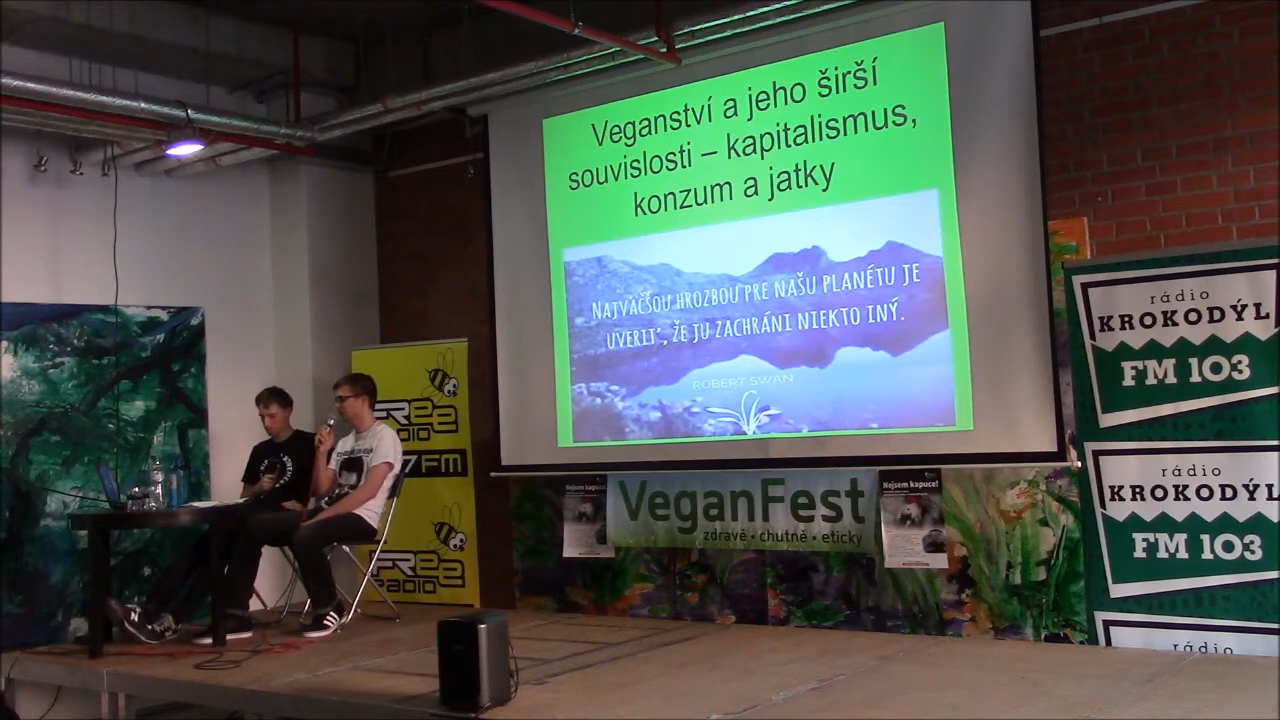 Veganství a jeho širší
souvislosti – kapitalismus,
konzum a jatky
NAJVÄČŠOU HROZBOU PRE NAŠU PLANÉTU JE
UVERIŤ, ŽE JU ZACHRÁNI NIEKTO INÝ.
ROBERT SWAN
FREE
RADIO
7 FM
FREE
RADIO
VeganFest
zdravě • chutně • eticky
Nejsem kapuce!
Nejsem kapuce!
rádio
KROKODÝL
FM 103
rádio
KROKODÝL
FM 103
rádio
N